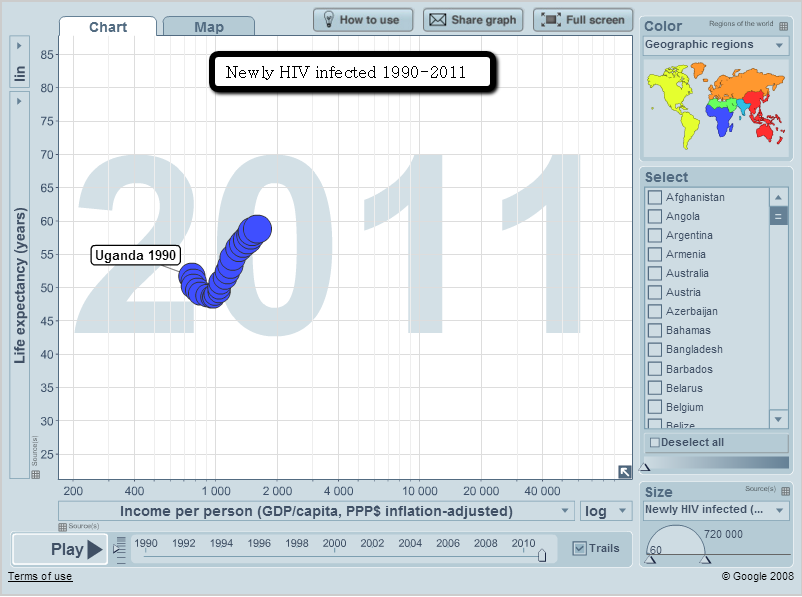 Chart
Map
How to use
Share graph
Full screen
lin
Life expectancy (years)
Source(s)
85
80
75
70
65
60
55
50
45
40
35
30
25
2011
Newly HIV infected 1990-2011
Uganda 1990
200
400
1 000
2 000
4 000
10 000
20 000
40 000
Income per person (GDP/capita, PPP$ inflation-adjusted)
log
Source(s)
Play
1990 1992 1994 1996 1998 2000 2002 2004 2006 2008 2010
Trails
Terms of use
Color
Regions of the world
Geographic regions
Select
Afghanistan
Angola
Argentina
Armenia
Australia
Austria
Azerbaijan
Bahamas
Bangladesh
Barbados
Belarus
Belgium
Belize
Deselect all
Size
Source(s)
Newly HIV infected (...
720 000
60
© Google 2008